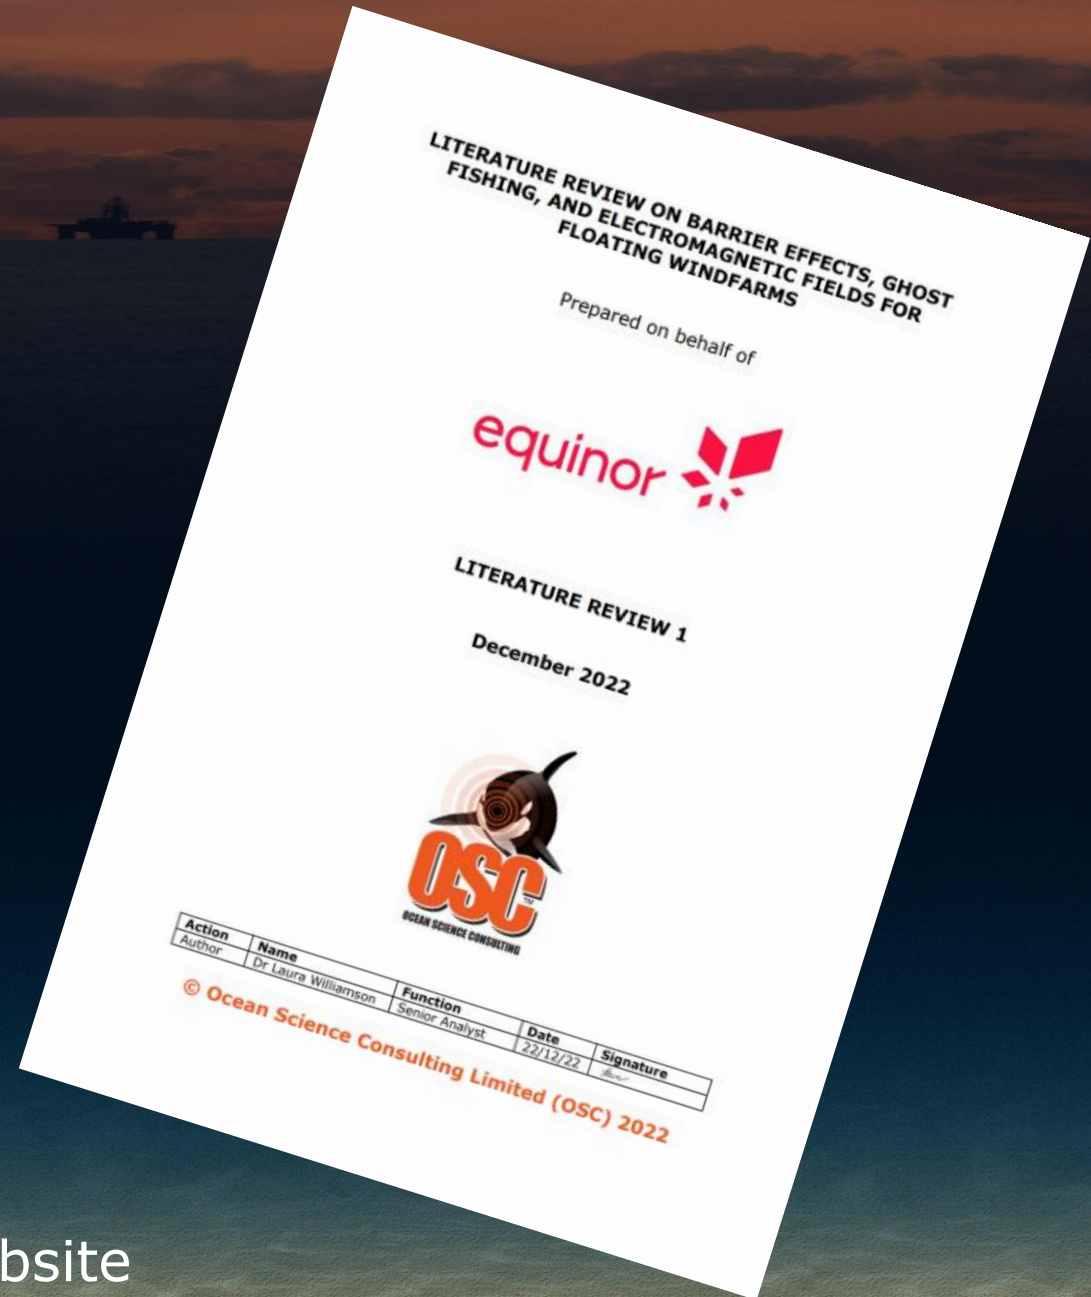 LITERATURE REVIEW ON BARRIER EFFECTS, GHOST
FISHING, AND ELECTROMAGNETIC FIELDS FOR
FLOATING WINDFARMS
Prepared on behalf of
equinor
LITERATURE REVIEW 1
December 2022
OSC™
OCEAN SCIENCE CONSULTING
Action Name Function Date Signature
Author Dr Laura Williamson Senior Analyst 22/12/22
© Ocean Science Consulting Limited (OSC) 2022
bsite